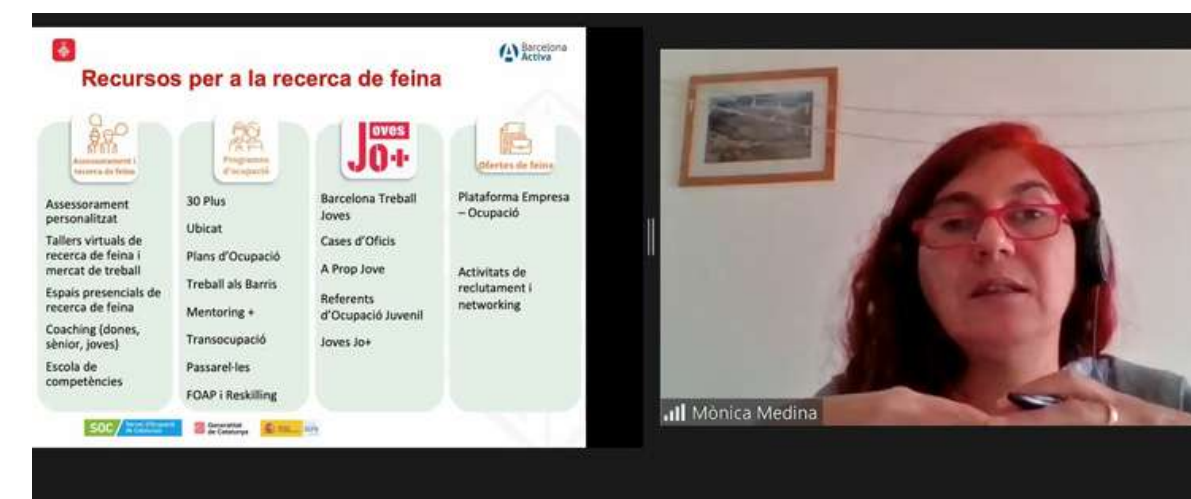 Barcelona
Activa
Recursos per a la recerca de feina
Assessorament i
recerca de feina
Assessorament
personalitzat
Tallers virtuals de
recerca de feina i
mercat de treball
Espais presencials de
recerca de feina
Coaching (dones,
sènior, joves)
Escola de
competències
Programes
d'ocupació
30 Plus
Ubicat
Plans d'Ocupació
Treball als Barris
Mentoring +
Transocupació
Passarel·les
FOAP i Reskilling
Joves
JO+
Barcelona Treball
Joves
Cases d'Oficis
A Prop Jove
Referents
d'Ocupació Juvenil
Joves Jo+
Ofertes de feina
Plataforma Empresa
– Ocupació
Activitats de
reclutament i
networking
SOC
Generalitat
de Catalunya
Mònica Medina